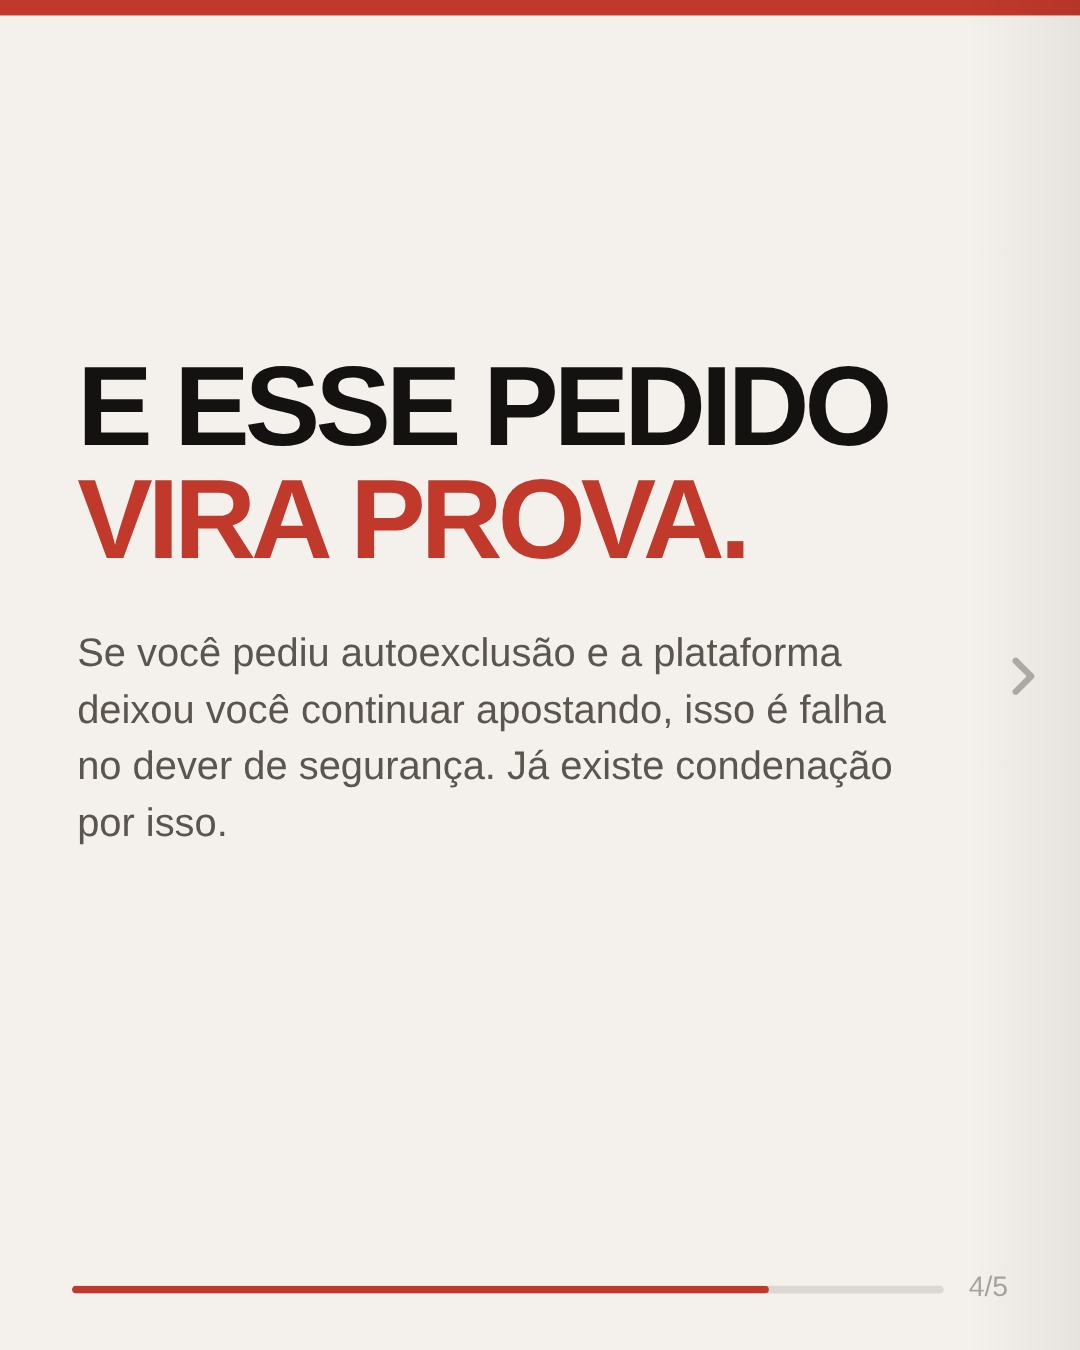 E ESSE PEDIDO
VIRA PROVA.
Se você pediu autoexclusão e a plataforma
deixou você continuar apostando, isso é falha
no dever de segurança. Já existe condenação
por isso.
4/5